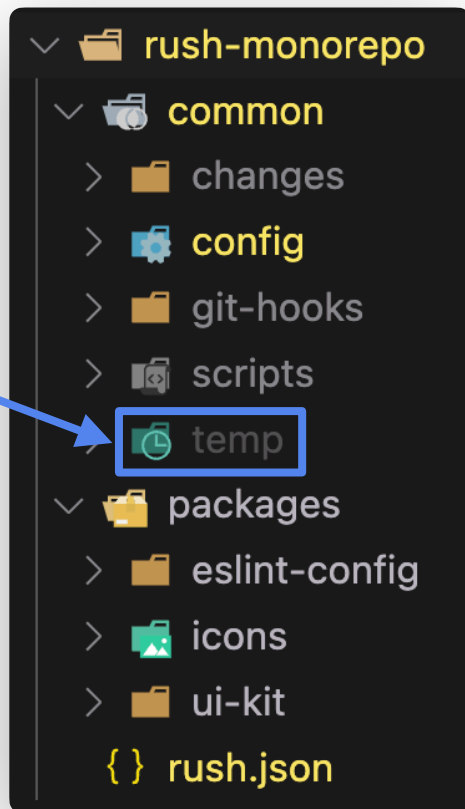 rush-monorepo
common
changes
config
git-hooks
scripts
temp
packages
eslint-config
icons
ui-kit
{ } rush.json